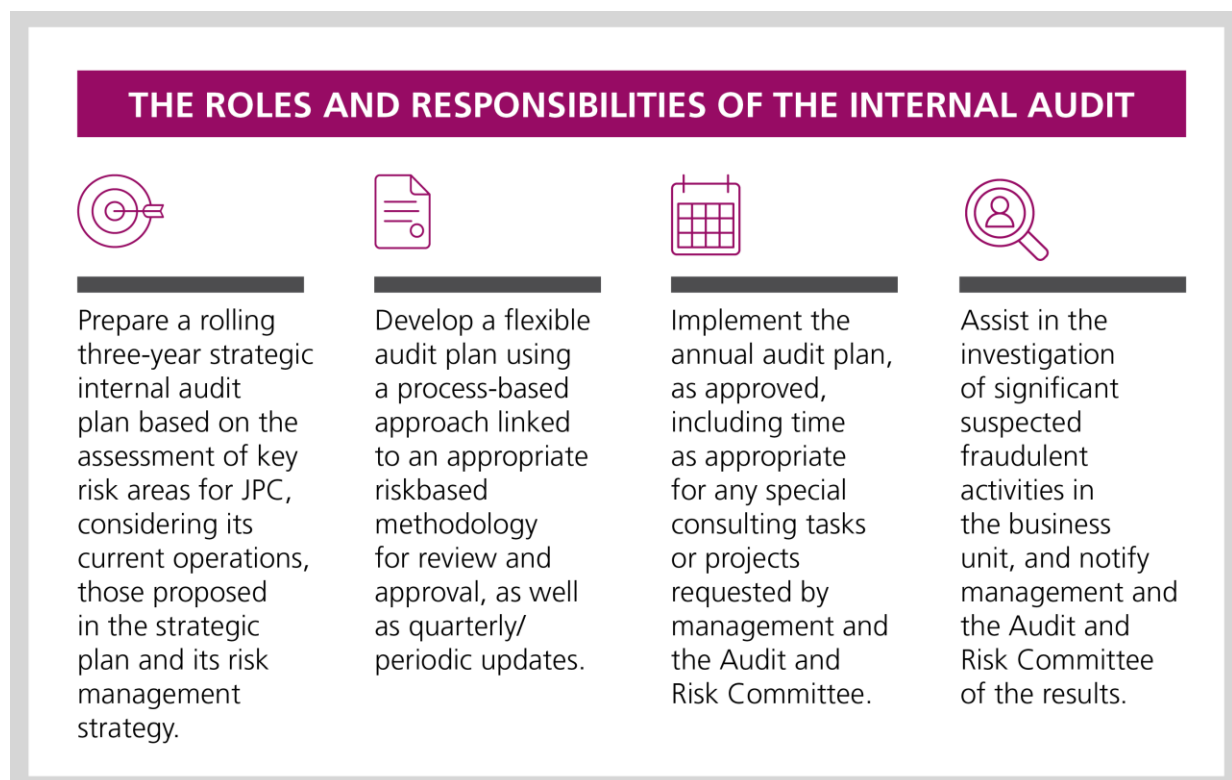 THE ROLES AND RESPONSIBILITIES OF THE INTERNAL AUDIT
Prepare a rolling
three-year strategic
internal audit
plan based on the
assessment of key
risk areas for JPC,
considering its
current operations,
those proposed
in the strategic
plan and its risk
management
strategy.
Develop a flexible
audit plan using
a process-based
approach linked
to an appropriate
riskbased
methodology
for review and
approval, as well
as quarterly/
periodic updates.
Implement the
annual audit plan,
as approved,
including time
as appropriate
for any special
consulting tasks
or projects
requested by
management and
the Audit and
Risk Committee.
Assist in the
investigation
of significant
suspected
fraudulent
activities in
the business
unit, and notify
management and
the Audit and
Risk Committee
of the results.